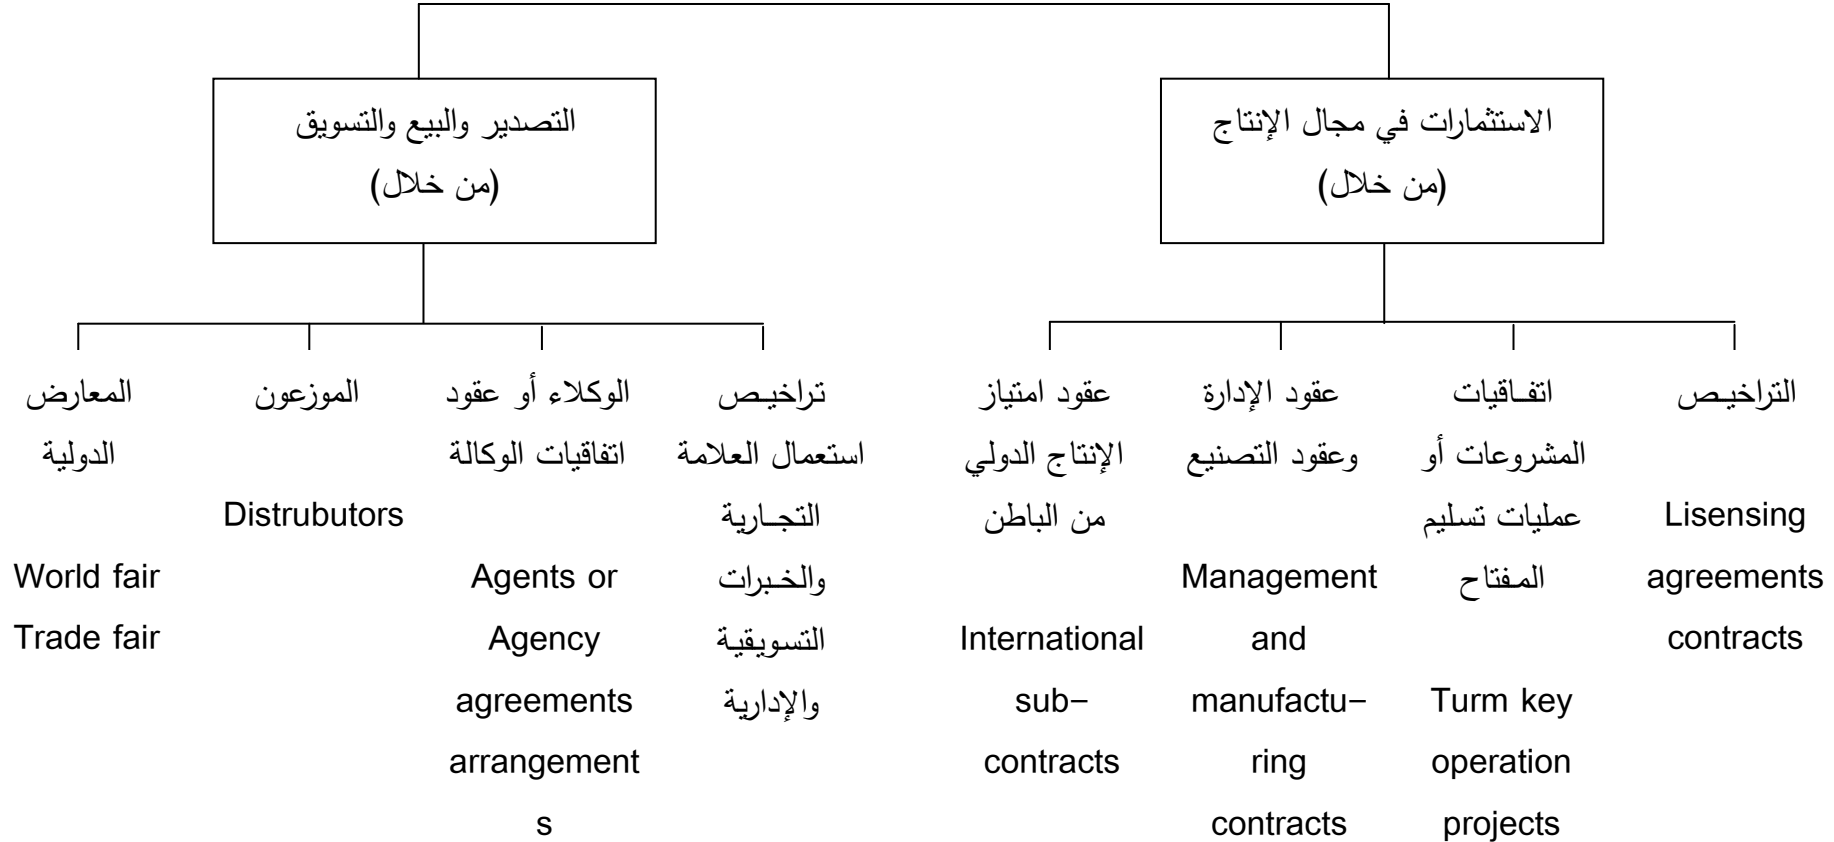 الاستثمارات في مجال الإنتاج
(من خلال)
التصدير والبيع والتسويق
(من خلال)
التراخيص
Lisensing
agreements
contracts
اتفاقيات
المشروعات أو
عمليات تسليم
المفتاح
Turm key
operation
projects
عقود الإدارة
وعقود التصنيع
Management
and
manufactu-
ring
contracts
عقود امتياز
الإنتاج الدولي
من الباطن
International
sub-
contracts
تراخيص
استعمال العلامة
التجارية
والخبرات
التسويقية
والإدارية
الوكلاء أو عقود
اتفاقيات الوكالة
Agents or
Agency
agreements
arrangement
s
الموزعون
Distrubutors
المعارض
الدولية
World fair
Trade fair